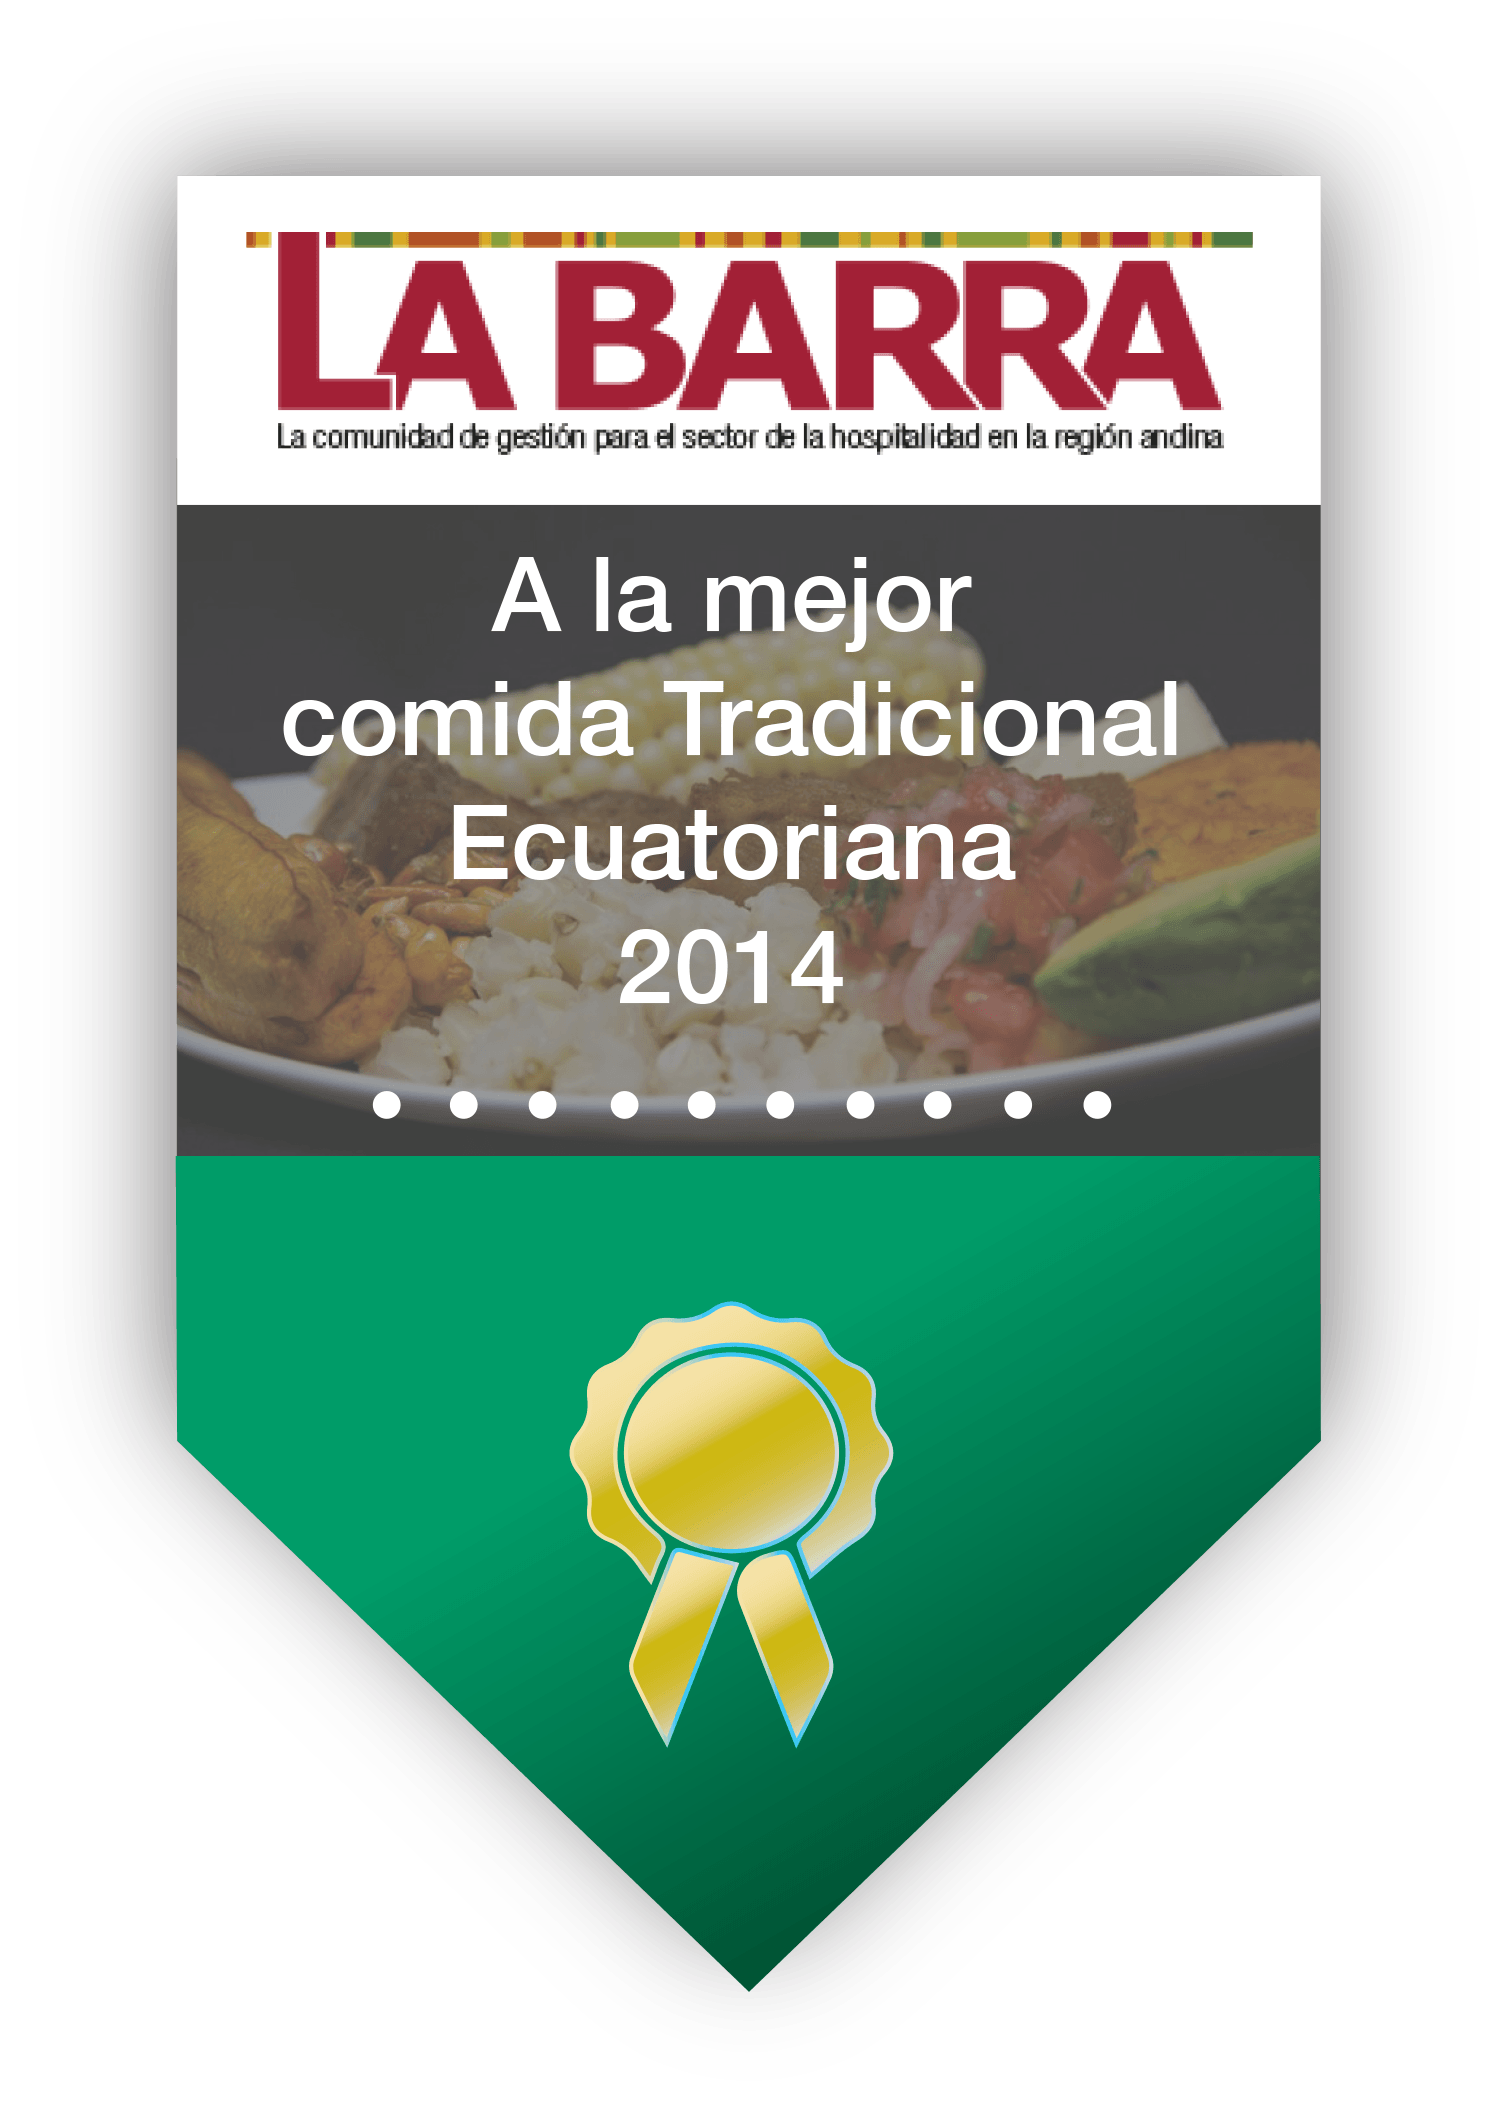 LA BARRA
La comunidad de gestión para el sector de la hospitalidad en la región andina
A la mejor
comida Tradicional
Ecuatoriana
2014